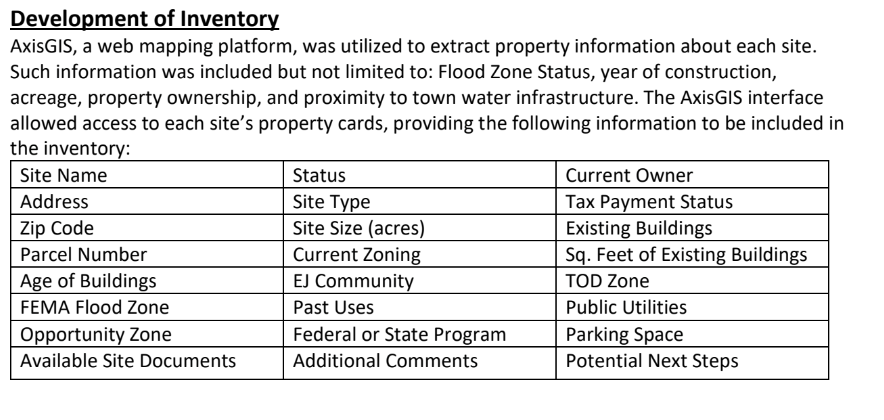 Development of Inventory
AxisGIS, a web mapping platform, was utilized to extract property information about each site.
Such information was included but not limited to: Flood Zone Status, year of construction,
acreage, property ownership, and proximity to town water infrastructure. The AxisGIS interface
allowed access to each site’s property cards, providing the following information to be included in
the inventory:
Site Name Status Current Owner
Address Site Type Tax Payment Status
Zip Code Site Size (acres) Existing Buildings
Parcel Number Current Zoning Sq. Feet of Existing Buildings
Age of Buildings EJ Community TOD Zone
FEMA Flood Zone Past Uses Public Utilities
Opportunity Zone Federal or State Program Parking Space
Available Site Documents Additional Comments Potential Next Steps